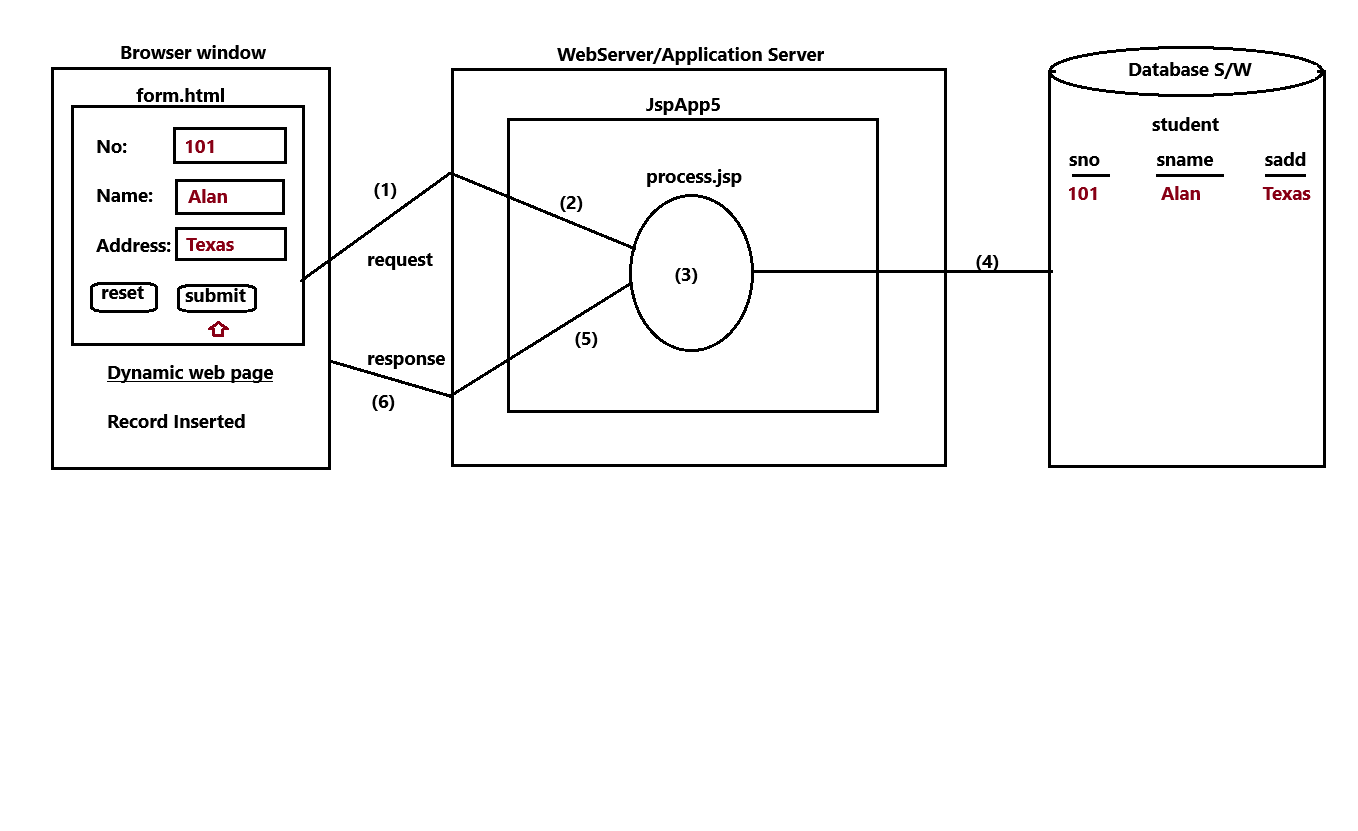 Browser window
form.html
No: 101
Name: Alan
Address: Texas
reset submit
Dynamic web page
Record Inserted
(1)
request
response
(6)
WebServer/Application Server
JspApp5
process.jsp
(2)
(3)
(5)
(4)
Database S/W
student
sno sname sadd
101 Alan Texas